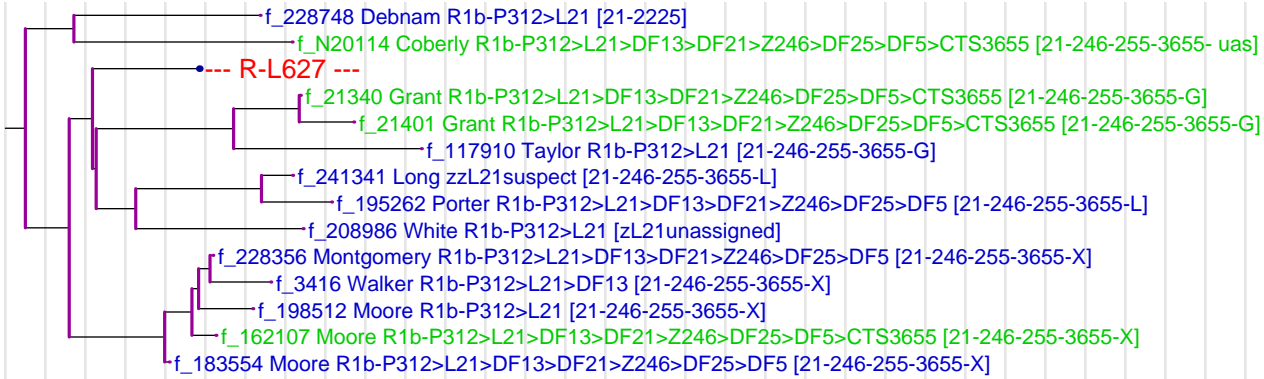 f_228748 Debnam R1b-P312>L21 [21-2225]
f_N20114 Coberly R1b-P312>L21>DF13>DF21>Z246>DF25>DF5>CTS3655 [21-246-255-3655- uas]
--- R-L627 ---
f_21340 Grant R1b-P312>L21>DF13>DF21>Z246>DF25>DF5>CTS3655 [21-246-255-3655-G]
f_21401 Grant R1b-P312>L21>DF13>DF21>Z246>DF25>DF5>CTS3655 [21-246-255-3655-G]
f_117910 Taylor R1b-P312>L21 [21-246-255-3655-G]
f_241341 Long zzL21suspect [21-246-255-3655-L]
f_195262 Porter R1b-P312>L21>DF13>DF21>Z246>DF25>DF5 [21-246-255-3655-L]
f_208986 White R1b-P312>L21 [zL21unassigned]
f_228356 Montgomery R1b-P312>L21>DF13>DF21>Z246>DF25>DF5 [21-246-255-3655-X]
f_3416 Walker R1b-P312>L21>DF13 [21-246-255-3655-X]
f_198512 Moore R1b-P312>L21 [21-246-255-3655-X]
f_162107 Moore R1b-P312>L21>DF13>DF21>Z246>DF25>DF5>CTS3655 [21-246-255-3655-X]
f_183554 Moore R1b-P312>L21>DF13>DF21>Z246>DF25>DF5 [21-246-255-3655-X]